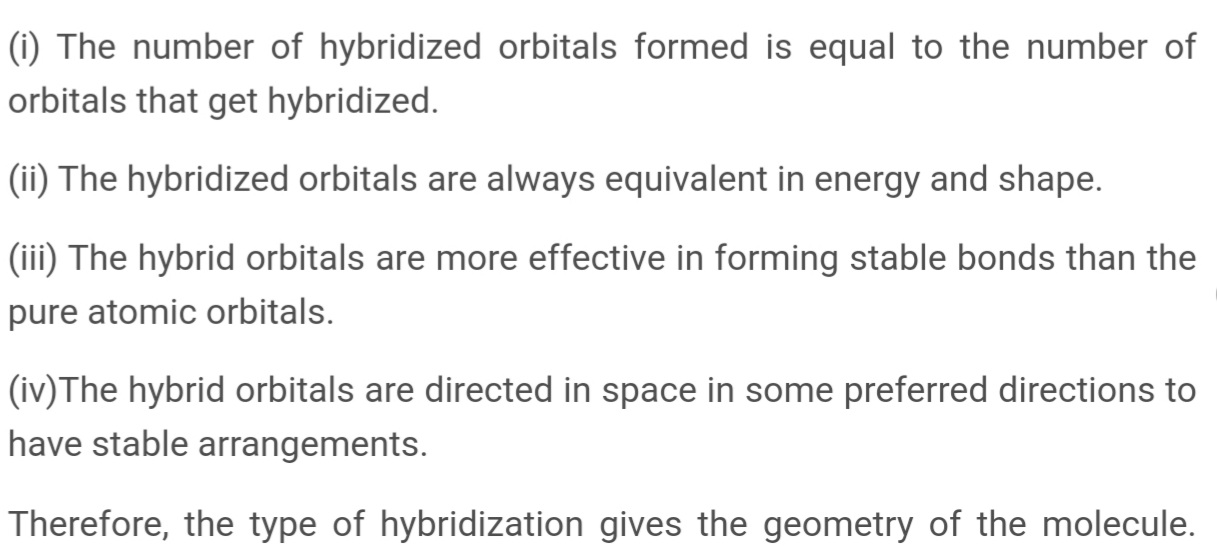 (i) The number of hybridized orbitals formed is equal to the number of
orbitals that get hybridized.
(ii) The hybridized orbitals are always equivalent in energy and shape.
(iii) The hybrid orbitals are more effective in forming stable bonds than the
pure atomic orbitals.
(iv)The hybrid orbitals are directed in space in some preferred directions to
have stable arrangements.
Therefore, the type of hybridization gives the geometry of the molecule.